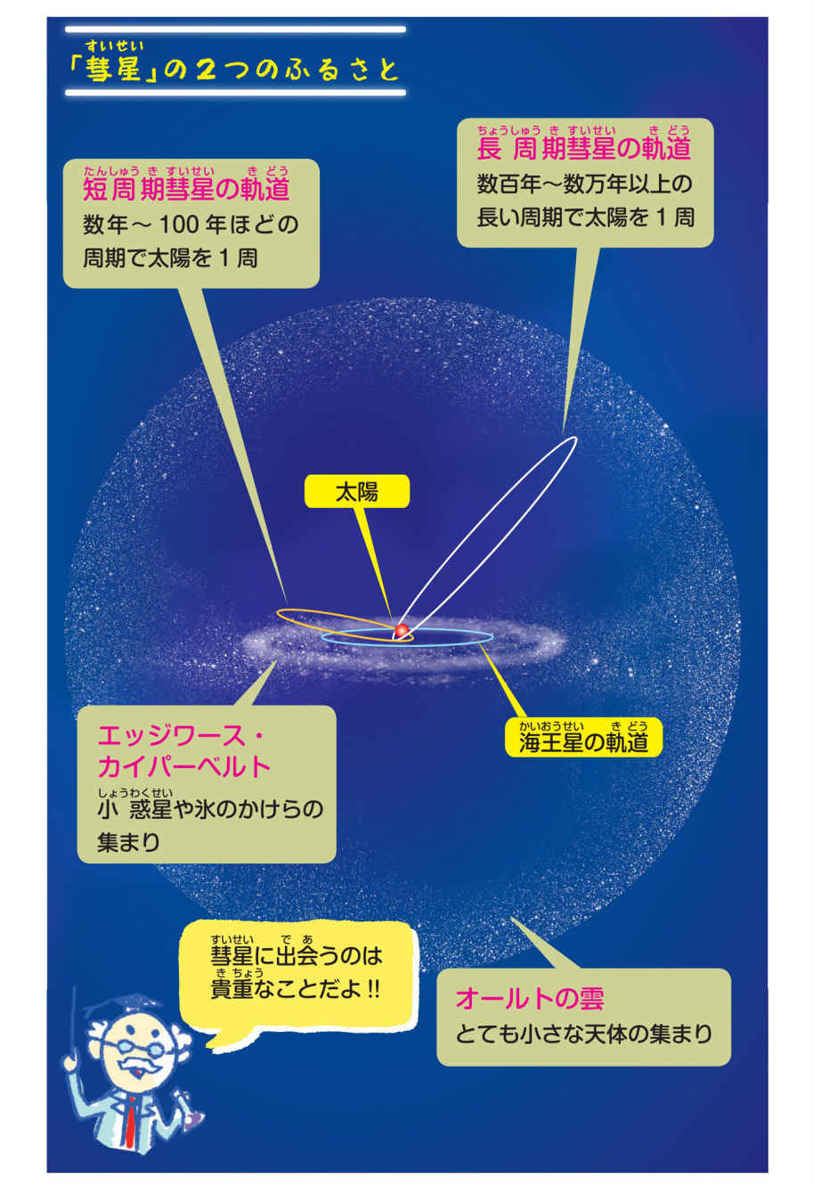 「彗星」の2つのふるさと
すいせい
長周期彗星の軌道
ちょうしゅうきすいせい きどう
数百年～数万年以上の
長い周期で太陽を1周
短周期彗星の軌道
たんしゅうきすいせい きどう
数年～100年ほどの
周期で太陽を1周
太陽
エッジワース・
カイパーベルト
しょうわくせい
小惑星や氷のかけらの
集まり
かいおうせい きどう
海王星の軌道
すいせい であ
彗星に出会うのは
きちょう
貴重なことだよ!!
オールトの雲
とても小さな天体の集まり